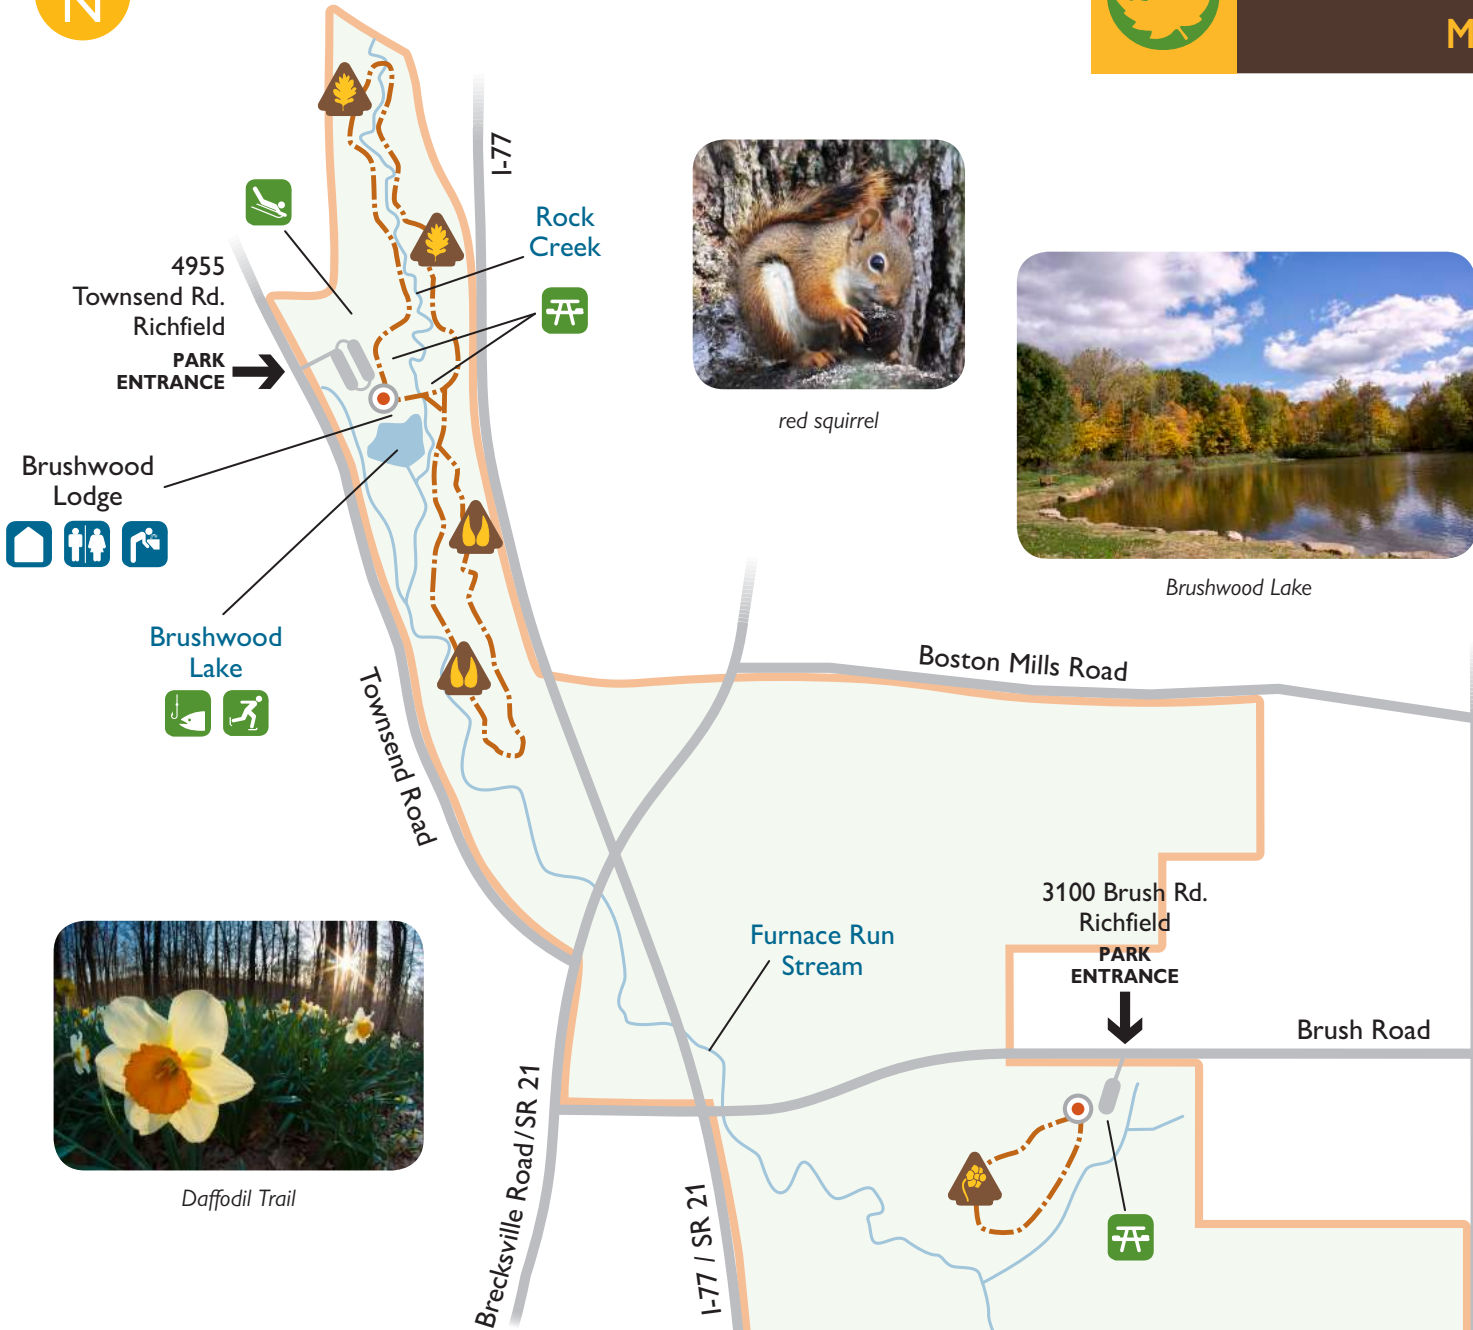 N
M
I-77
Rock
Creek
4955
Townsend Rd.
Richfield
PARK
ENTRANCE
red squirrel
Brushwood
Lodge
Brushwood Lake
Brushwood
Lake
Boston Mills Road
Townsend Road
3100 Brush Rd.
Richfield
PARK
ENTRANCE
Furnace Run
Stream
Brush Road
Daffodil Trail
Brecksville Road/SR 21
I-77 / SR 21